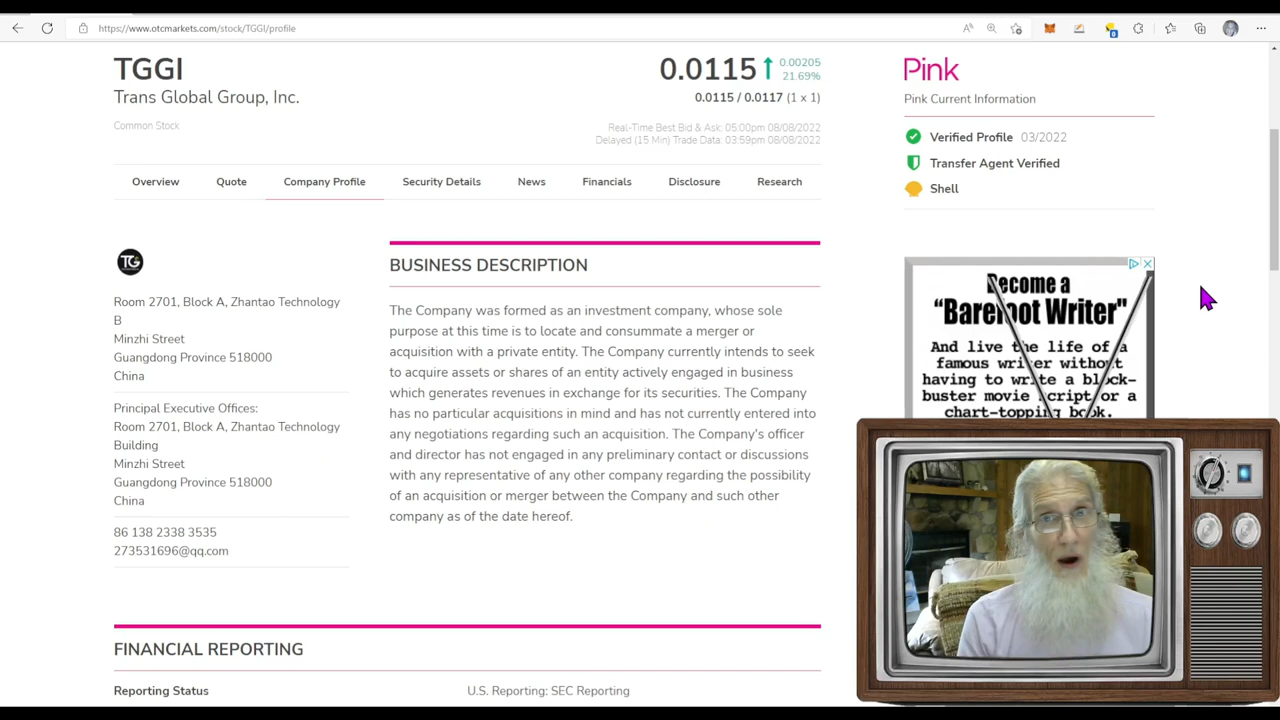 https://www.otcmarkets.com/stock/TGGI/profile
TGGI
Trans Global Group, Inc.
Common Stock
0.0115 0.00205
21.69%
0.0115 / 0.0117 (1 x 1)
Real-Time Best Bid & Ask: 05:00pm 08/08/2022
Delayed (15 Min) Trade Data: 03:59pm 08/08/2022
Pink
Pink Current Information
Verified Profile 03/2022
Transfer Agent Verified
Shell
Overview Quote Company Profile Security Details News Financials Disclosure Research
TG
Room 2701, Block A, Zhantao Technology
B
Minzhi Street
Guangdong Province 518000
China
Principal Executive Offices:
Room 2701, Block A, Zhantao Technology
Building
Minzhi Street
Guangdong Province 518000
China
86 138 2338 3535
273531696@qq.com
BUSINESS DESCRIPTION
The Company was formed as an investment company, whose sole
purpose at this time is to locate and consummate a merger or
acquisition with a private entity. The Company currently intends to seek
to acquire assets or shares of an entity actively engaged in business
which generates revenues in exchange for its securities. The Company
has no particular acquisitions in mind and has not currently entered into
any negotiations regarding such an acquisition. The Company's officer
and director has not engaged in any preliminary contact or discussions
with any representative of any other company regarding the possibility
of an acquisition or merger between the Company and such other
company as of the date hereof.
Become a
"Barefoot Writer"
And live the life of a
famous writer without
having to write a block-
buster movie script or a
chart-topping book.
FINANCIAL REPORTING
Reporting Status U.S. Reporting: SEC Reporting